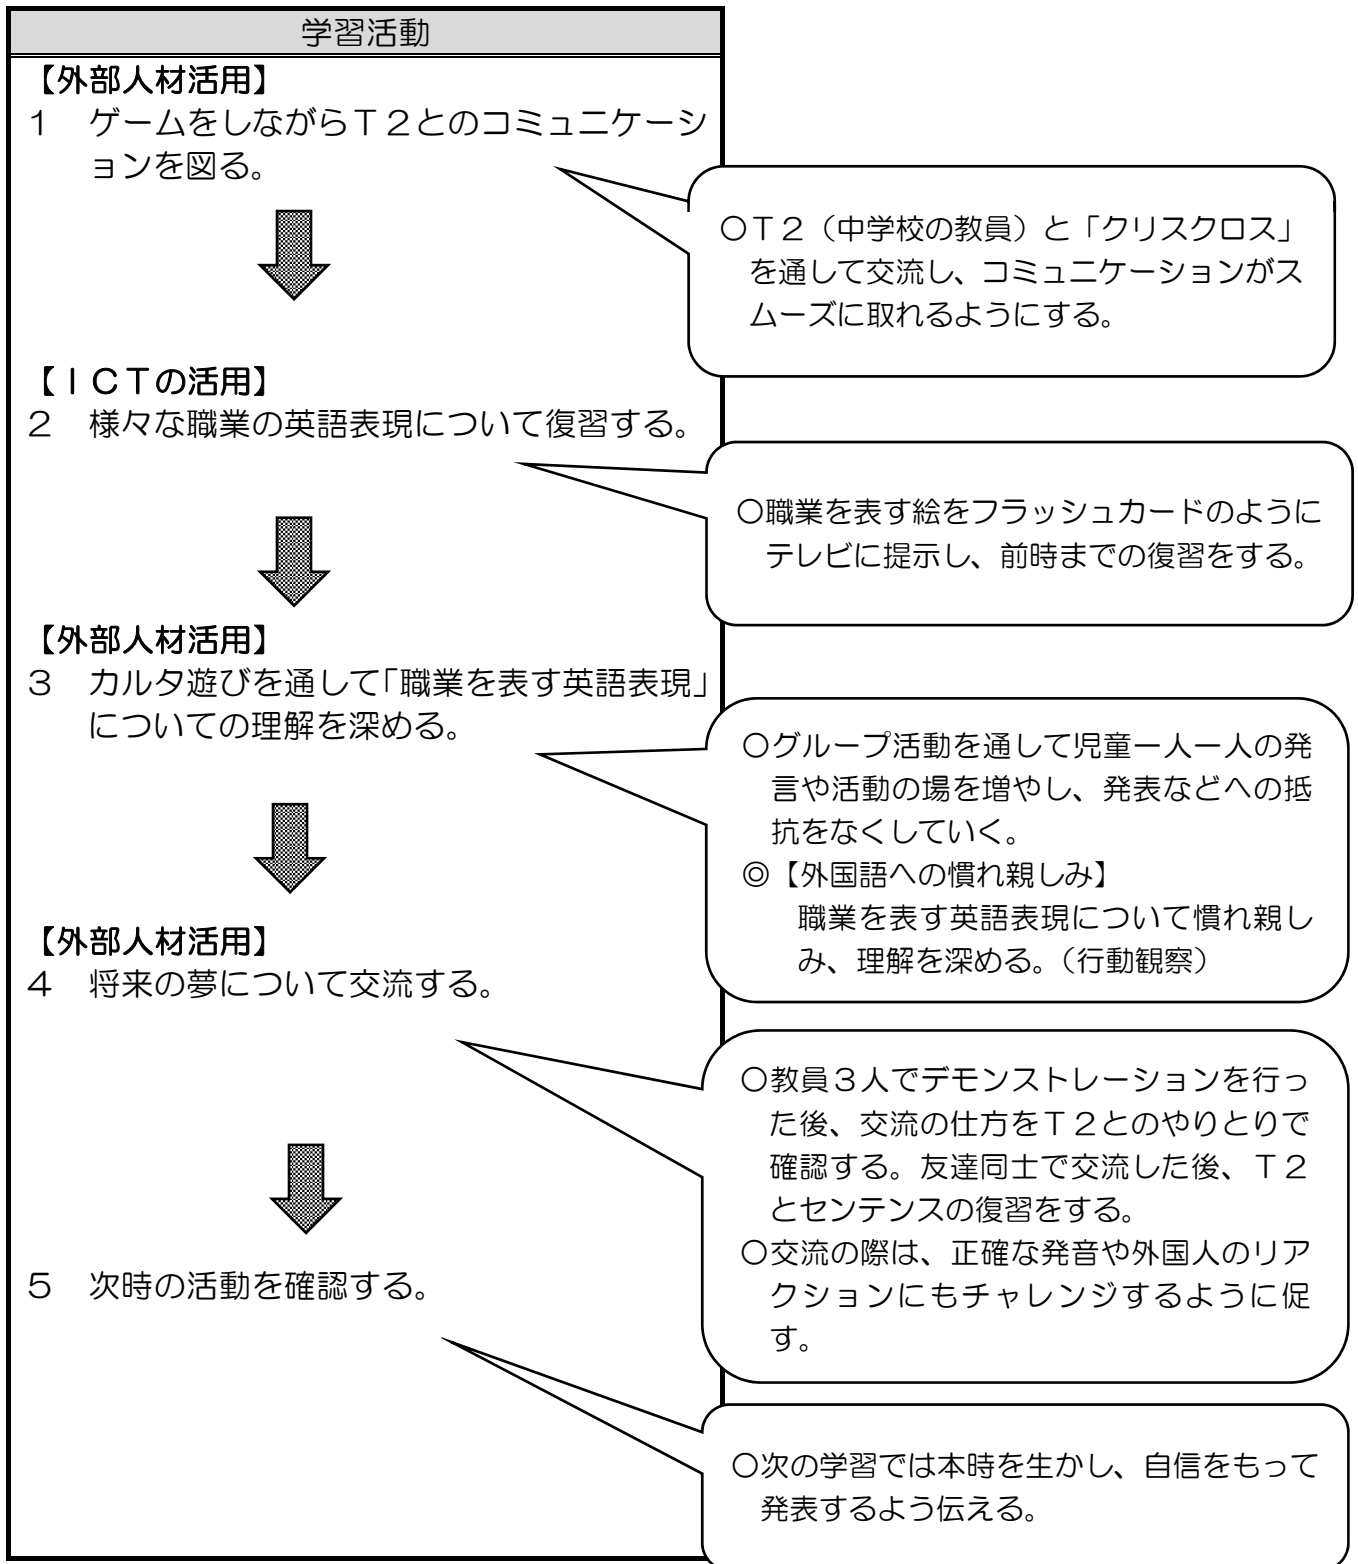 学習活動
【外部人材活用】
１　ゲームをしながらＴ２とのコミュニケーシ
ョンを図る。
○Ｔ２（中学校の教員）と「クリスクロス」
を通して交流し、コミュニケーションがス
ムーズに取れるようにする。
【ＩＣＴの活用】
２　様々な職業の英語表現について復習する。
○職業を表す絵をフラッシュカードのように
テレビに提示し、前時までの復習をする。
【外部人材活用】
３　カルタ遊びを通して「職業を表す英語表現」
についての理解を深める。
○グループ活動を通して児童一人一人の発
言や活動の場を増やし、発表などへの抵
抗をなくしていく。
◎【外国語への慣れ親しみ】
職業を表す英語表現について慣れ親し
み、理解を深める。（行動観察）
【外部人材活用】
４　将来の夢について交流する。
○教員３人でデモンストレーションを行っ
た後、交流の仕方をＴ２とのやりとりで
確認する。友達同士で交流した後、Ｔ２
とセンテンスの復習をする。
○交流の際は、正確な発音や外国人のリア
クションにもチャレンジするように促
す。
５　次時の活動を確認する。
○次の学習では本時を生かし、自信をもって
発表するよう伝える。